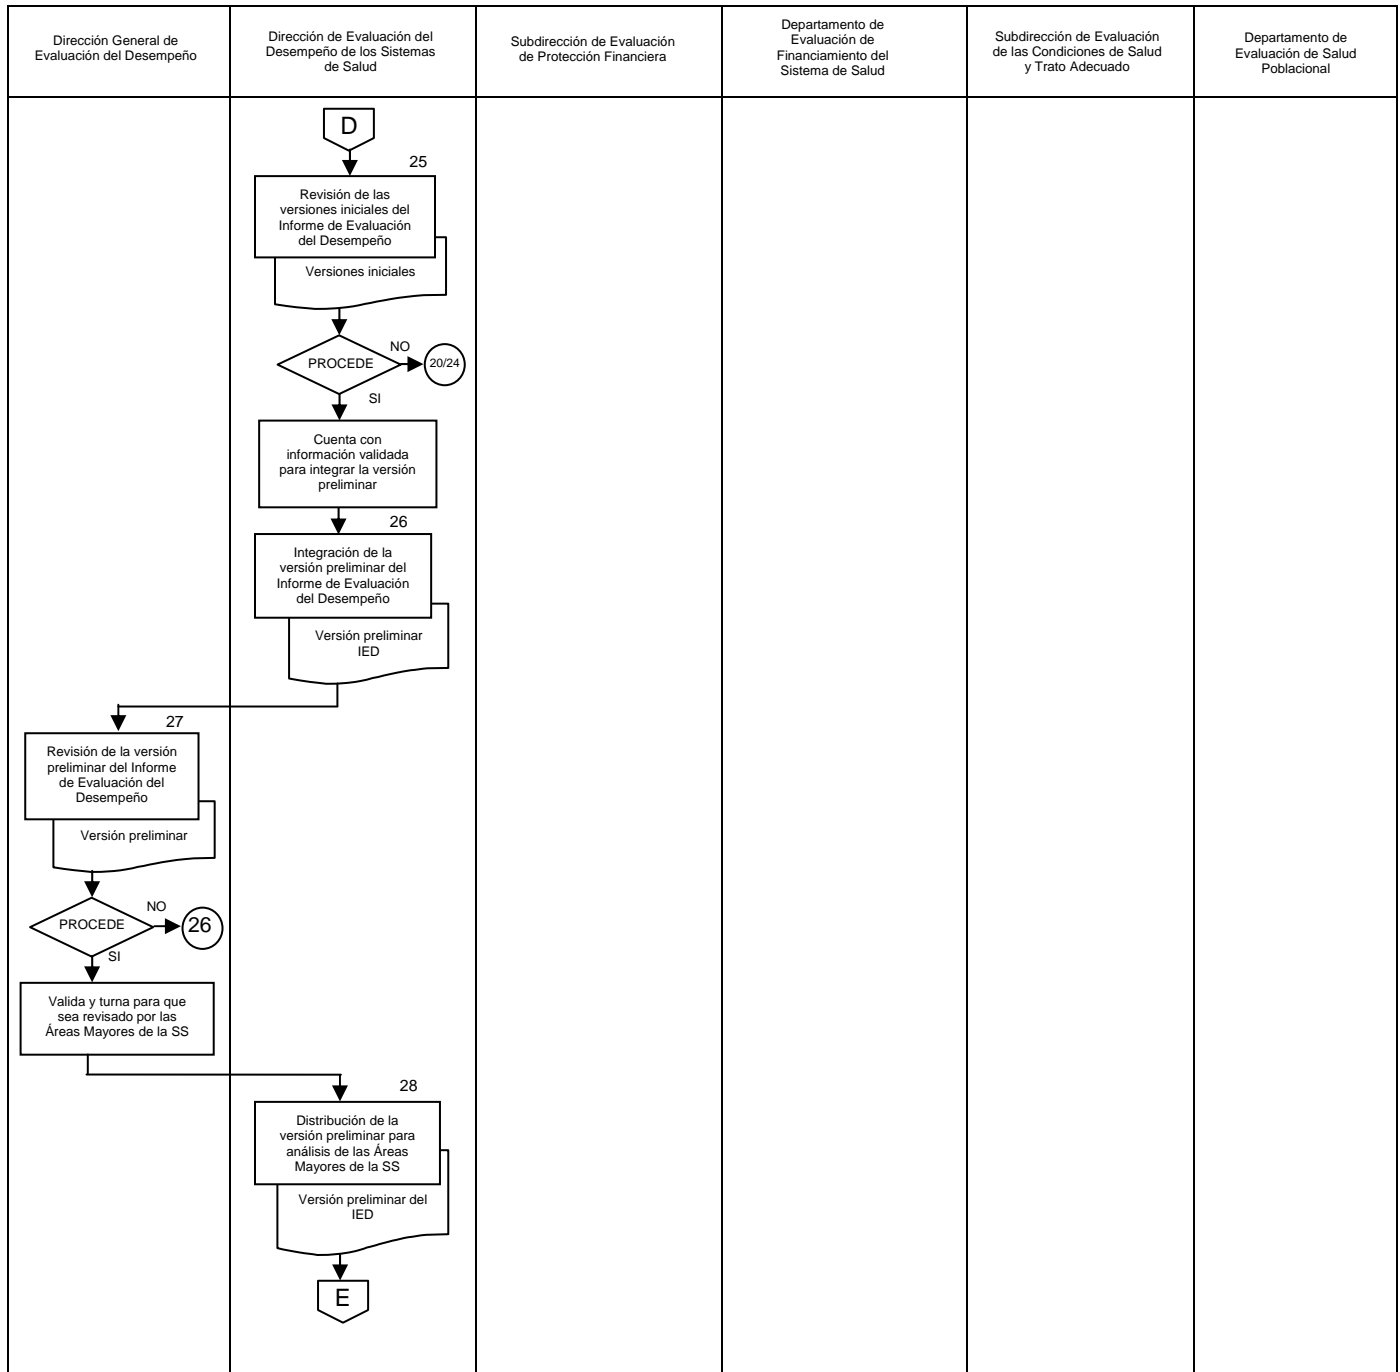 Dirección General de
Evaluación del Desempeño
Dirección de Evaluación del
Desempeño de los Sistemas
de Salud
Subdirección de Evaluación
de Protección Financiera
Departamento de
Evaluación de
Financiamiento del
Sistema de Salud
Subdirección de Evaluación
de las Condiciones de Salud
y Trato Adecuado
Departamento de
Evaluación de Salud
Poblacional
D
25
Revisión de las
versiones iniciales del
Informe de Evaluación
del Desempeño
Versiones iniciales
PROCEDE
NO
20/24
SI
Cuenta con
información validada
para integrar la versión
preliminar
26
Integración de la
versión preliminar del
Informe de Evaluación
del Desempeño
Versión preliminar
IED
27
Revisión de la versión
preliminar del Informe
de Evaluación del
Desempeño
Versión preliminar
PROCEDE
NO
26
SI
Valida y turna para que
sea revisado por las
Áreas Mayores de la SS
28
Distribución de la
versión preliminar para
análisis de las Áreas
Mayores de la SS
Versión preliminar del
IED
E